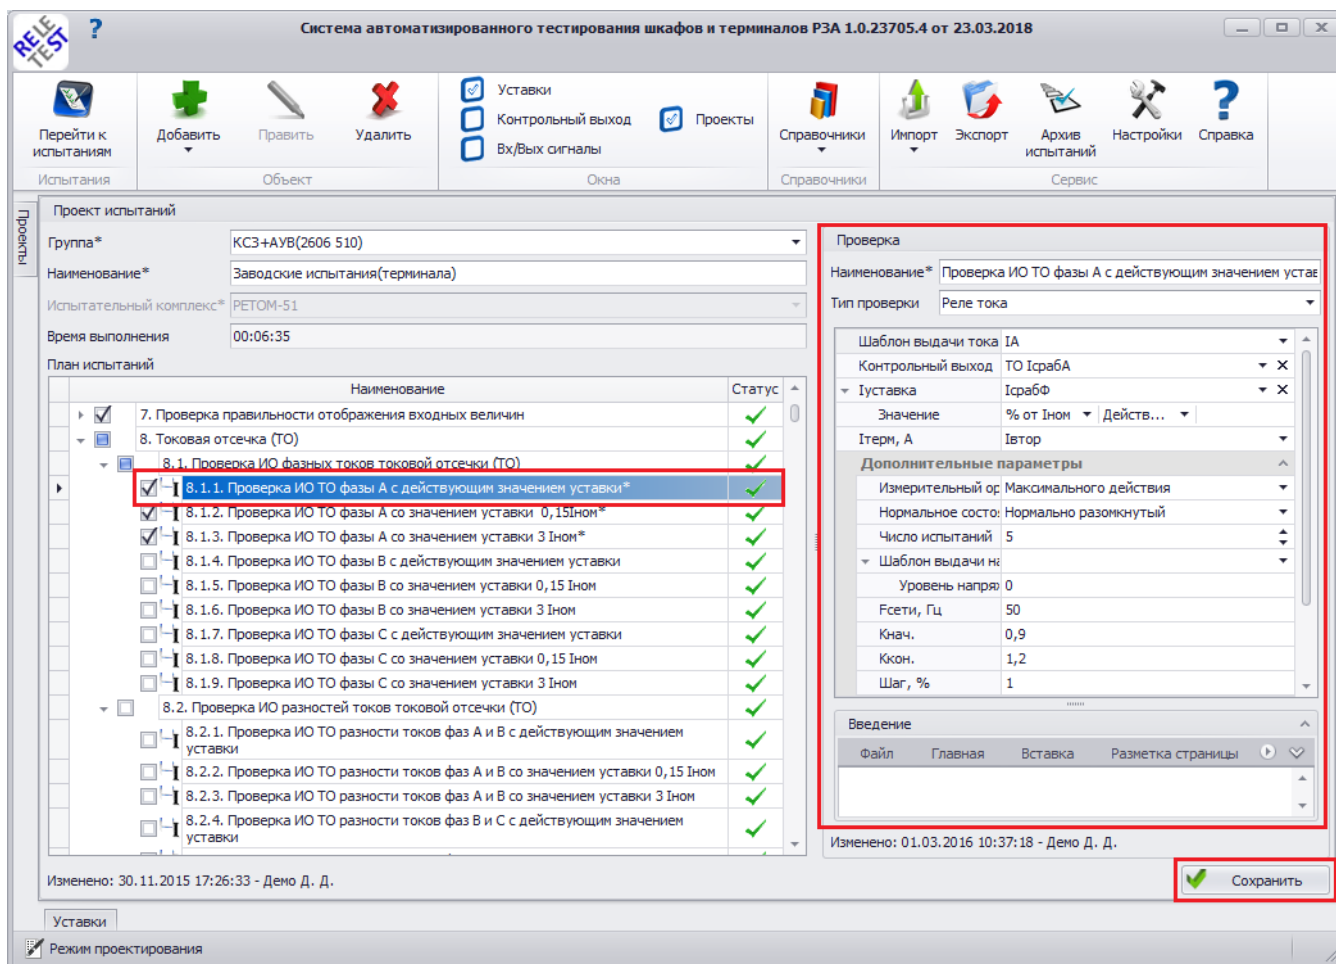 RELE TEST
?
Система автоматизированного тестирования шкафов и терминалов РЗА 1.0.23705.4 от 23.03.2018
Перейти к испытаниям
Добавить
Править
Удалить
Уставки
Контрольный выход
Вх/Вых сигналы
Проекты
Справочники
Импорт
Экспорт
Архив испытаний
Настройки
Справка
Испытания
Объект
Окна
Справочники
Сервис
Проекты
Проект испытаний
Группа*
КСЗ+АУВ(2606 510)
Наименование*
Заводские испытания(терминала)
Испытательный комплекс*
РЕТОМ-51
Время выполнения
00:06:35
План испытаний
Наименование
Статус
7. Проверка правильности отображения входных величин
8. Токовая отсечка (ТО)
8.1. Проверка ИО фазных токов токовой отсечки (ТО)
8.1.1. Проверка ИО ТО фазы А с действующим значением уставки*
8.1.2. Проверка ИО ТО фазы А со значением уставки 0,15Iном*
8.1.3. Проверка ИО ТО фазы А со значением уставки 3 Iном*
8.1.4. Проверка ИО ТО фазы В с действующим значением уставки
8.1.5. Проверка ИО ТО фазы В со значением уставки 0,15 Iном
8.1.6. Проверка ИО ТО фазы В со значением уставки 3 Iном
8.1.7. Проверка ИО ТО фазы С с действующим значением уставки
8.1.8. Проверка ИО ТО фазы С со значением уставки 0,15 Iном
8.1.9. Проверка ИО ТО фазы С со значением уставки 3 Iном
8.2. Проверка ИО разностей токов токовой отсечки (ТО)
8.2.1. Проверка ИО ТО разности токов фаз А и В с действующим значением
уставки
8.2.2. Проверка ИО ТО разности токов фаз А и В со значением уставки 0,15 Iном
8.2.3. Проверка ИО ТО разности токов фаз А и В со значением уставки 3 Iном
8.2.4. Проверка ИО ТО разности токов фаз В и С с действующим значением
уставки
Изменено: 30.11.2015 17:26:33 - Демо Д. Д.
Проверка
Наименование*
Проверка ИО ТО фазы А с действующим значением устав
Тип проверки
Реле тока
Шаблон выдачи тока
IA
Контрольный выход
ТО IсрабА
Iуставка
IсрабФ
Значение
% от Iном
Действ...
Iтерм, А
Iвтор
Дополнительные параметры
Измерительный ор
Максимального действия
Нормальное состо
Нормально разомкнутый
Число испытаний
5
Шаблон выдачи на
Уровень напря
0
Fсети, Гц
50
Кнач.
0,9
Ккон.
1,2
Шаг, %
1
Введение
Файл
Главная
Вставка
Разметка страницы
Изменено: 01.03.2016 10:37:18 - Демо Д. Д.
Сохранить
Уставки
Режим проектирования